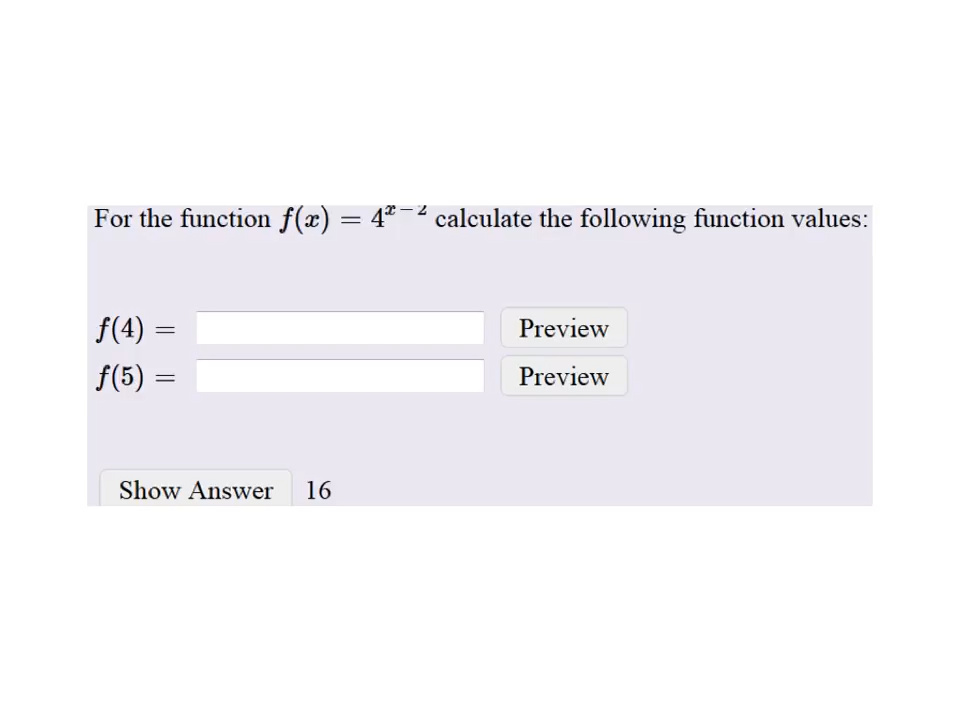 For the function f(x) = 4^{x-2} calculate the following function values:
f(4) = Preview
f(5) = Preview
Show Answer 16